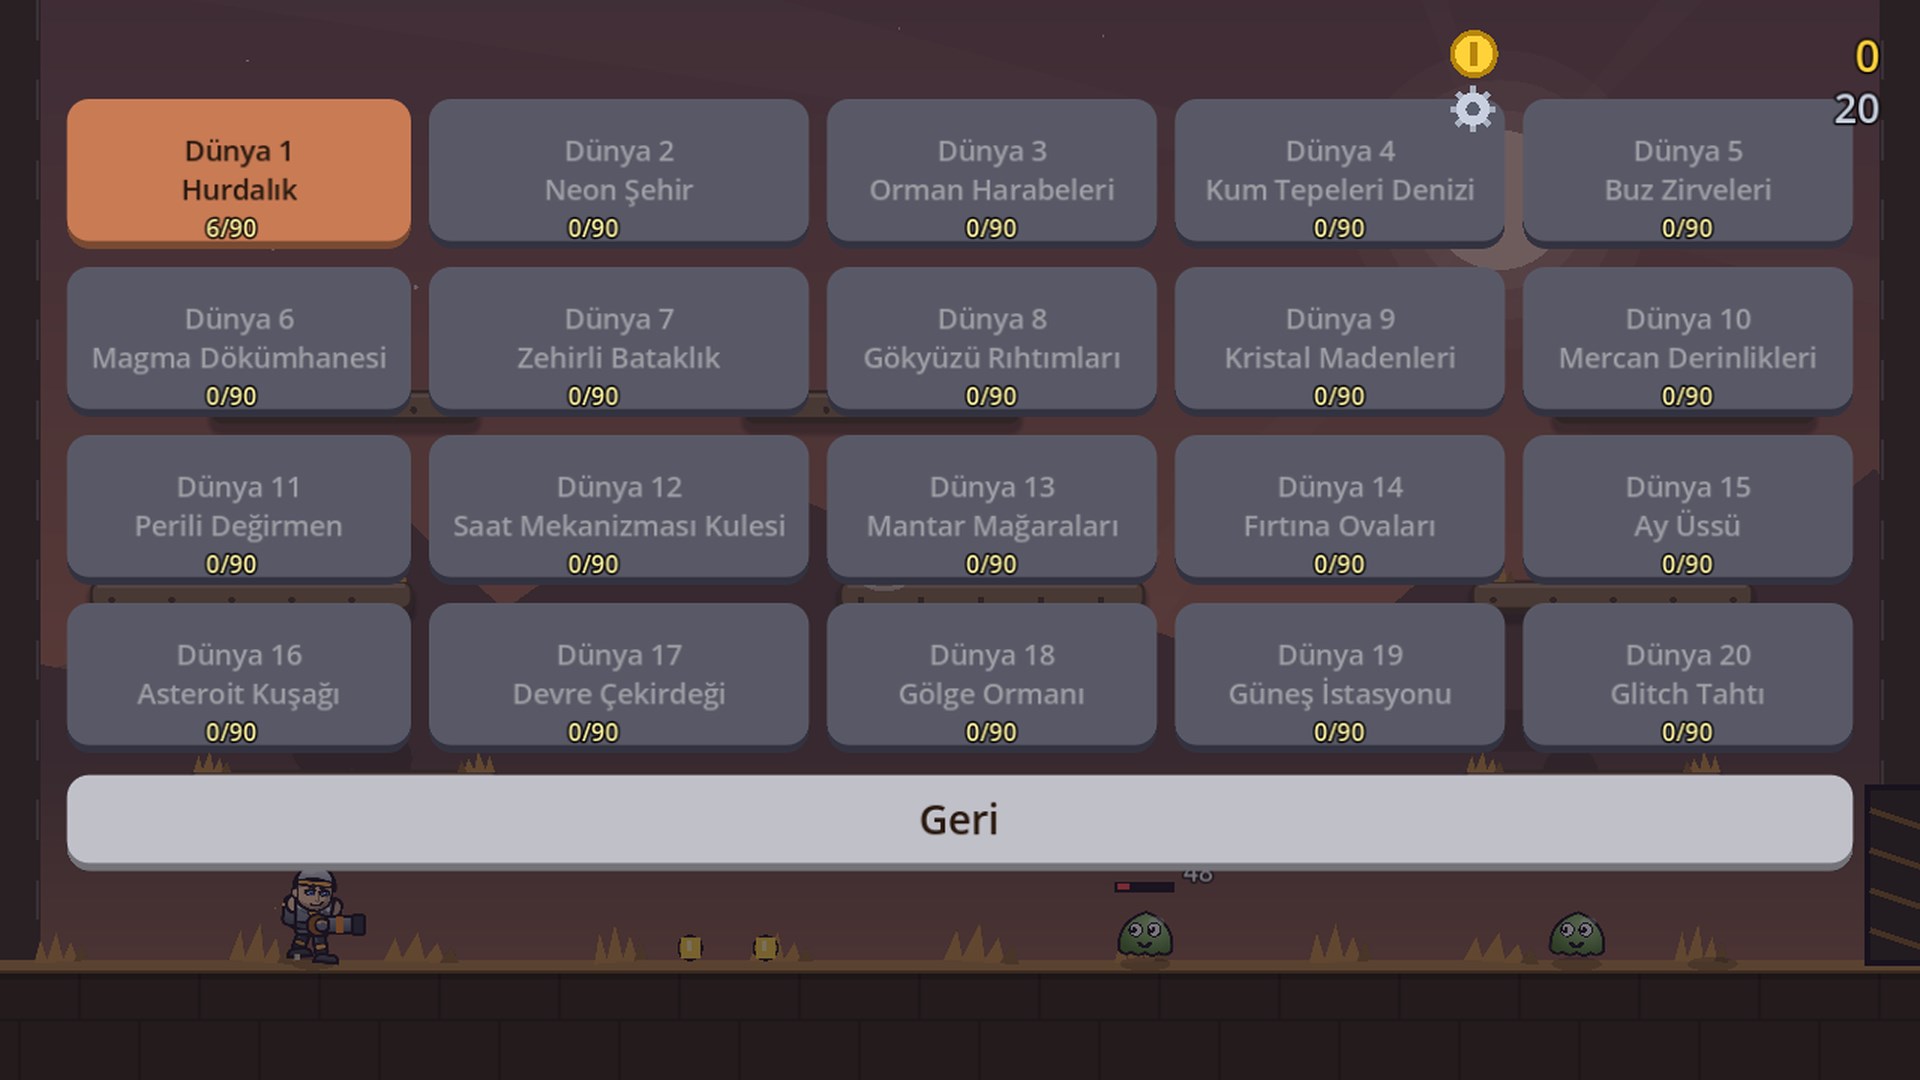 0
20
Dünya 1
Hurdalık
6/90
Dünya 2
Neon Şehir
0/90
Dünya 3
Orman Harabeleri
0/90
Dünya 4
Kum Tepeleri Denizi
0/90
Dünya 5
Buz Zirveleri
0/90
Dünya 6
Magma Dökümhanesi
0/90
Dünya 7
Zehirli Bataklık
0/90
Dünya 8
Gökyüzü Rıhtımları
0/90
Dünya 9
Kristal Madenleri
0/90
Dünya 10
Mercan Derinlikleri
0/90
Dünya 11
Perili Değirmen
0/90
Dünya 12
Saat Mekanizması Kulesi
0/90
Dünya 13
Mantar Mağaraları
0/90
Dünya 14
Fırtına Ovaları
0/90
Dünya 15
Ay Üssü
0/90
Dünya 16
Asteroit Kuşağı
0/90
Dünya 17
Devre Çekirdeği
0/90
Dünya 18
Gölge Ormanı
0/90
Dünya 19
Güneş İstasyonu
0/90
Dünya 20
Glitch Tahtı
0/90
Geri